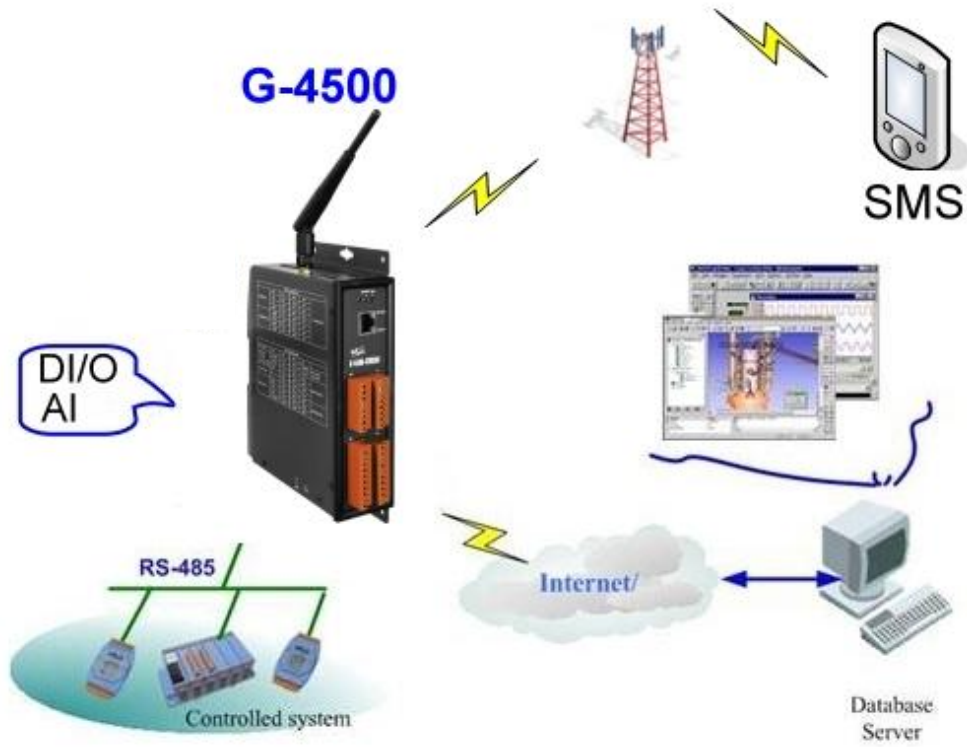 G-4500
SMS
DI/O
AI
RS-485
Internet/
Controlled system
Database
Server